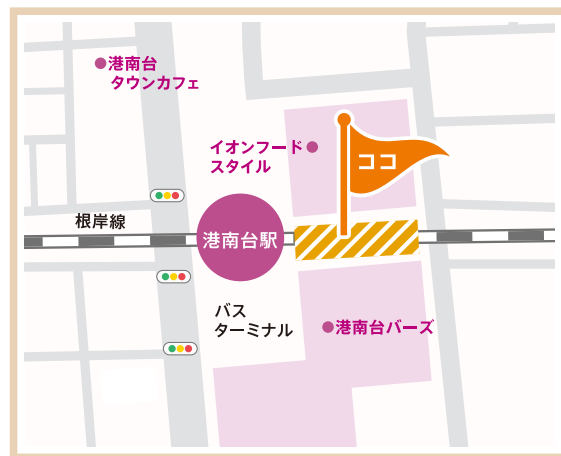 港南台
タウンカフェ
イオンフード
スタイル
ココ
根岸線
港南台駅
バス
ターミナル
港南台バーズ